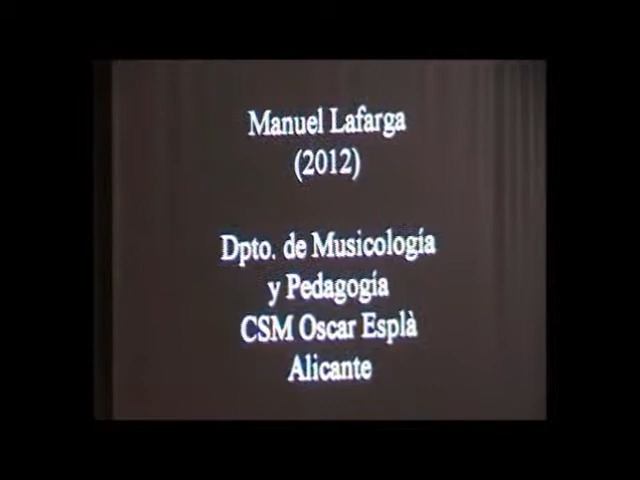 Manuel Lafarga
(2012)
Dpto. de Musicología
y Pedagogía
CSM Oscar Esplà
Alicante